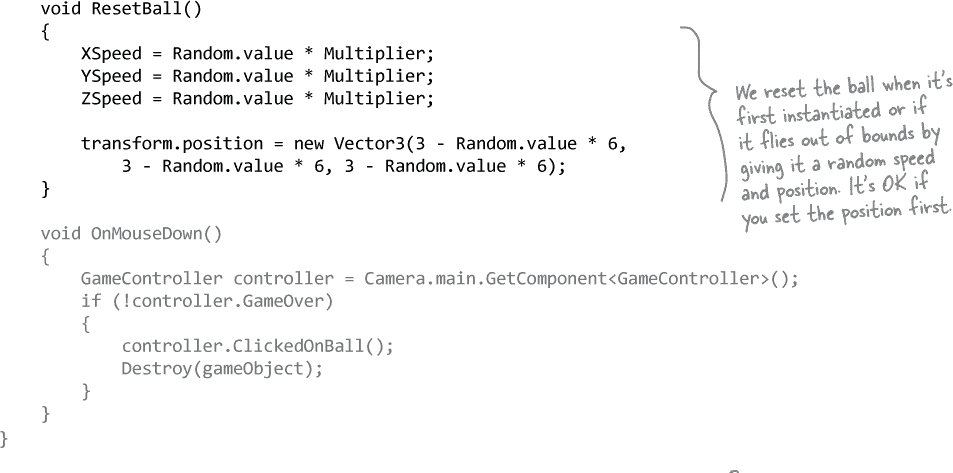 void ResetBall()
{
XSpeed = Random.value * Multiplier;
YSpeed = Random.value * Multiplier;
ZSpeed = Random.value * Multiplier;
transform.position = new Vector3(3 - Random.value * 6,
3 - Random.value * 6, 3 - Random.value * 6);
}
We reset the ball when it's
first instantiated or if
it flies out of bounds by
giving it a random speed
and position. It's OK if
you set the position first.
void OnMouseDown()
{
GameController controller = Camera.main.GetComponent<GameController>();
if (!controller.GameOver)
{
controller.ClickedOnBall();
Destroy(gameObject);
}
}
}